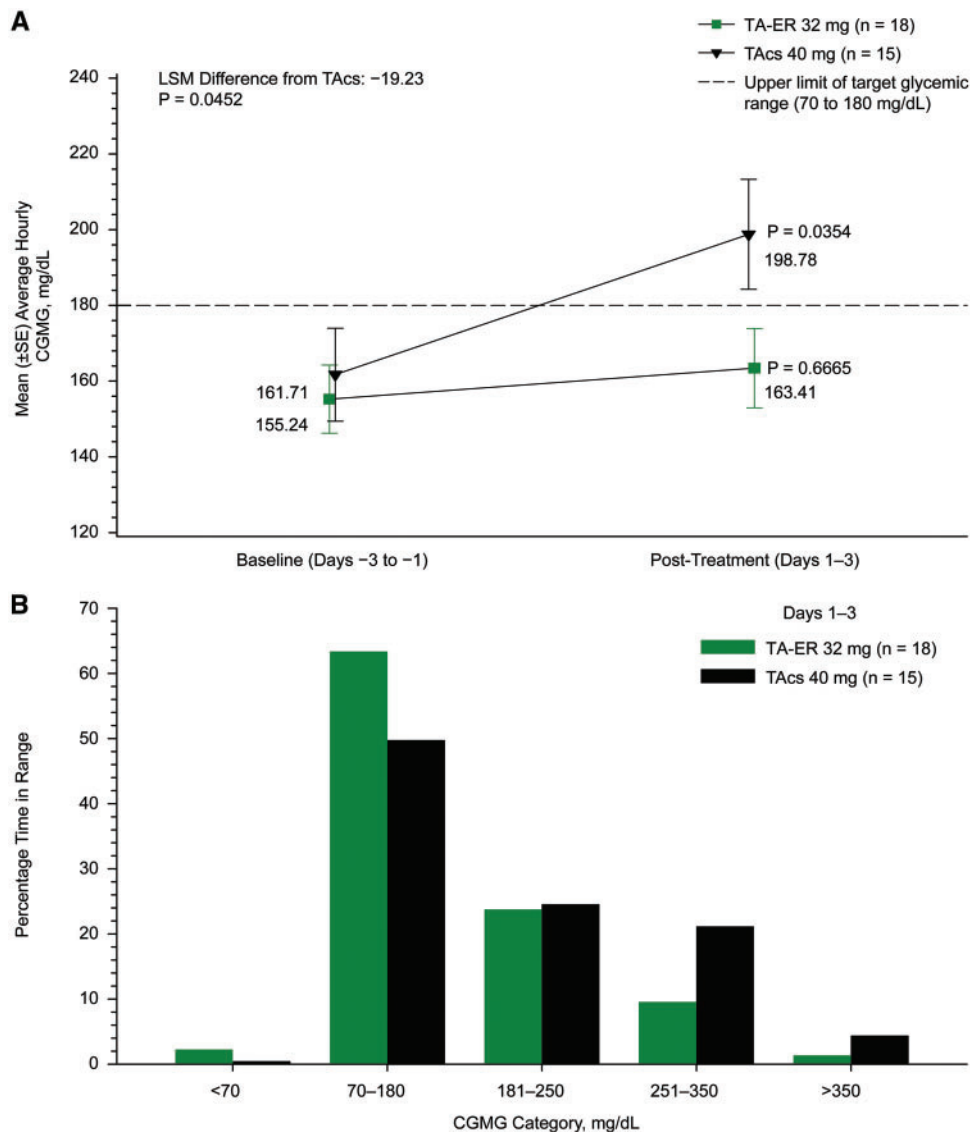 A
TA-ER 32 mg (n = 18)
TAcs 40 mg (n = 15)
Upper limit of target glycemic
range (70 to 180 mg/dL)
LSM Difference from TAcs: −19.23
P = 0.0452
Mean (±SE) Average Hourly
CGMG, mg/dL
240
220
200
180
160
140
120
P = 0.0354
198.78
161.71
155.24
P = 0.6665
163.41
Baseline (Days −3 to −1)
Post-Treatment (Days 1–3)
B
Days 1–3
TA-ER 32 mg (n = 18)
TAcs 40 mg (n = 15)
Percentage Time in Range
70
60
50
40
30
20
10
0
<70
70–180
181–250
251–350
>350
CGMG Category, mg/dL